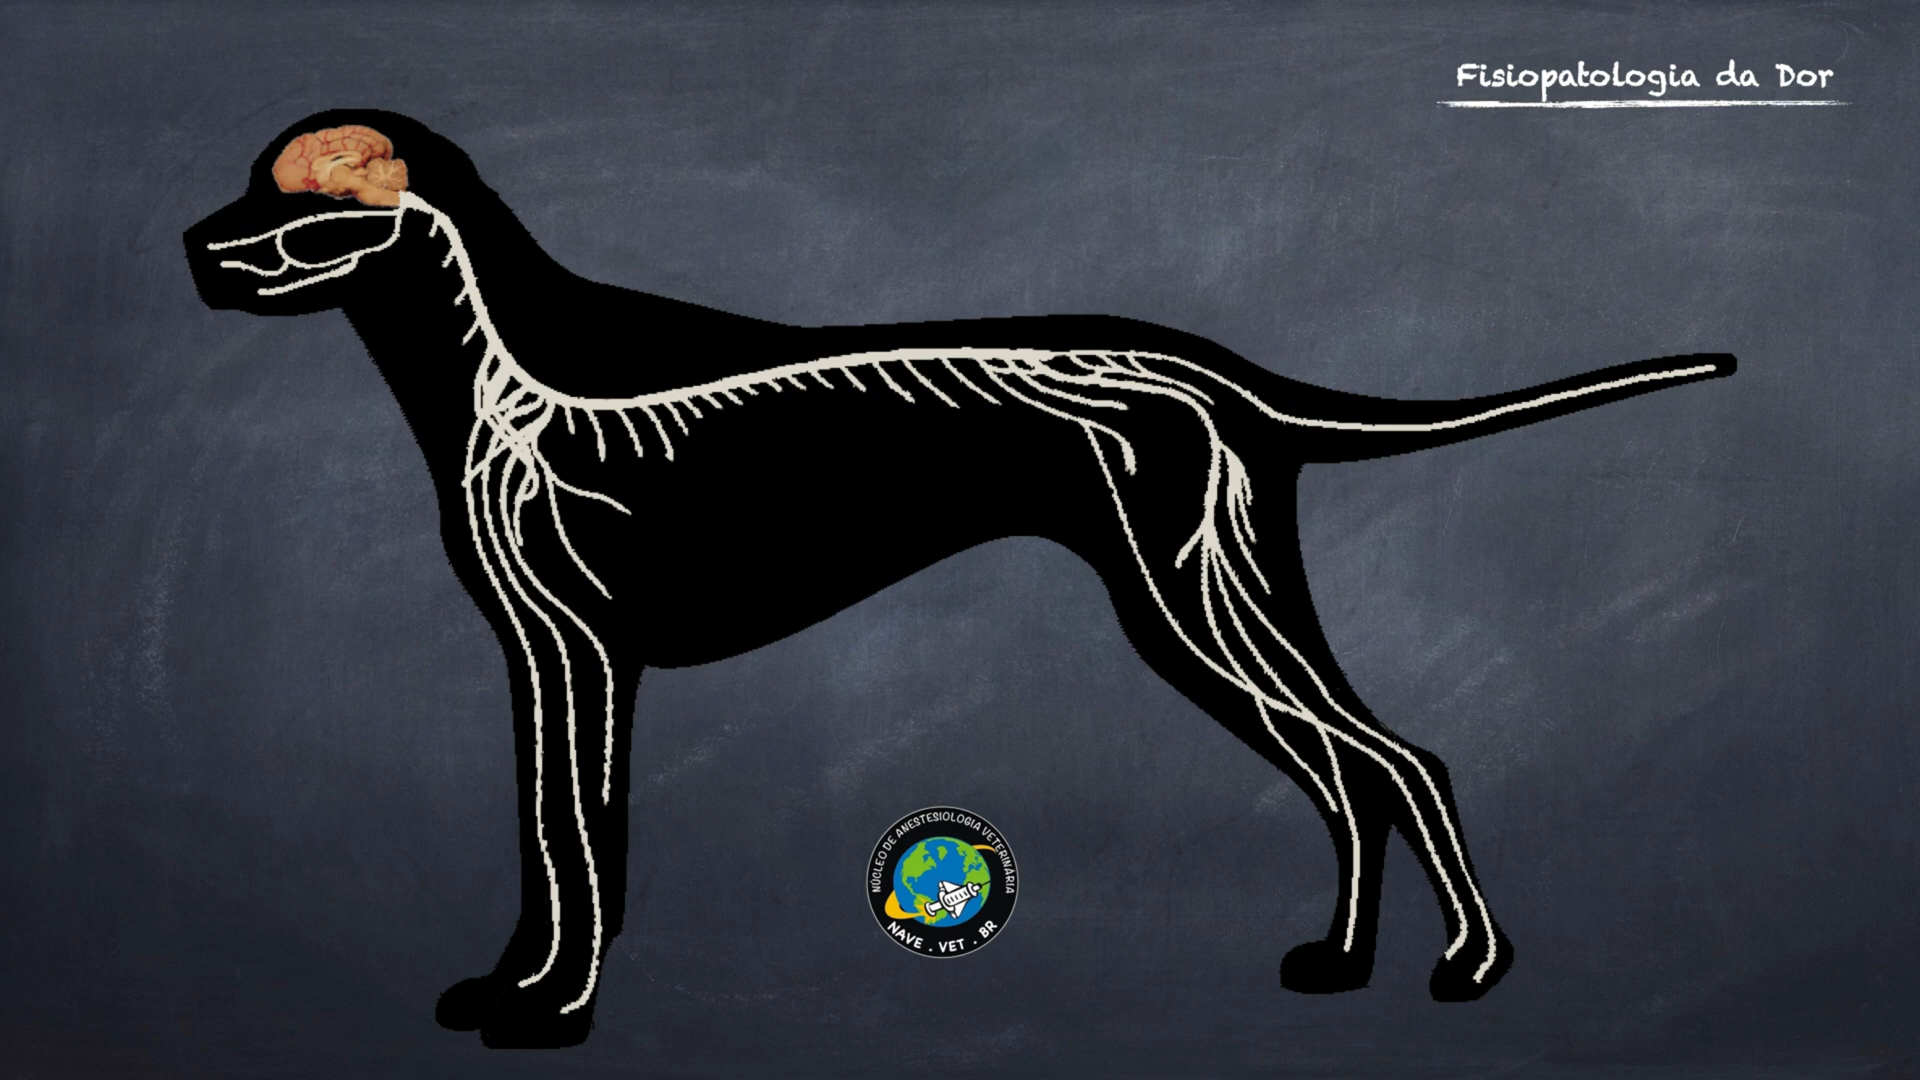 Fisiopatologia da Dor
NÚCLEO DE ANESTESIOLOGIA VETERINÁRIA
NAVE . VET . BR